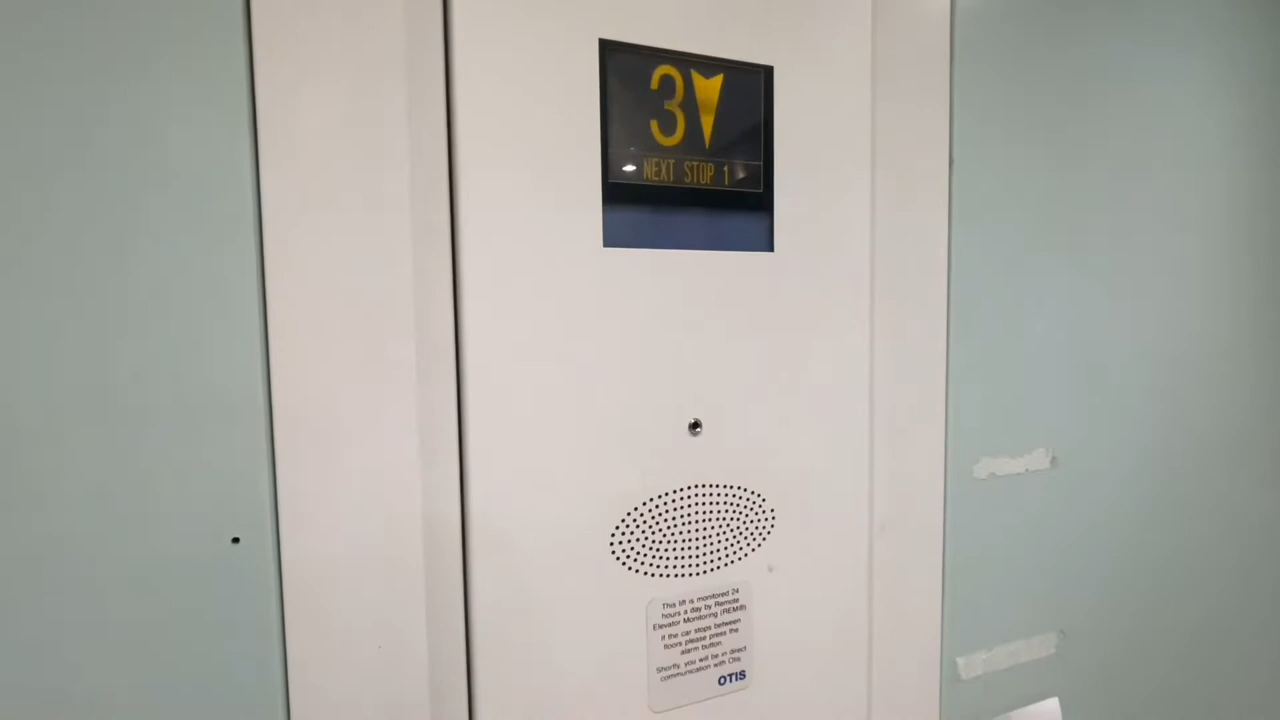 3
NEXT STOP 1
This lift is monitored 24
hours a day by Remote
Elevator Monitoring (REM®)
If the car stops between
floors please press the
alarm button.
Shortly, you will be in direct
communication with Otis
OTIS